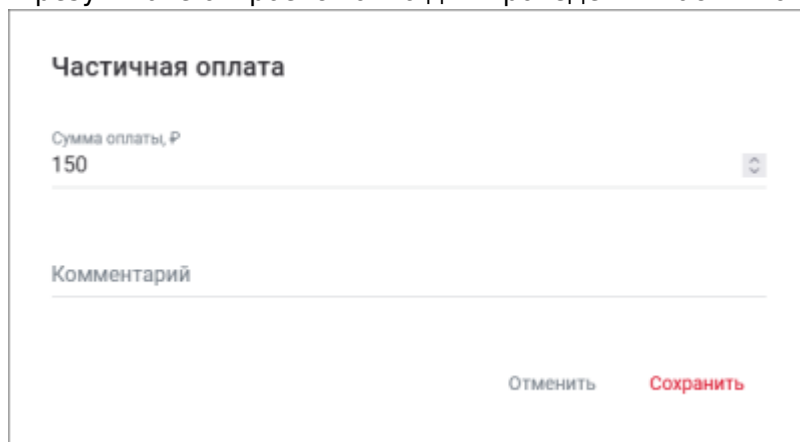 Частичная оплата
Сумма оплаты, ₽
150
Комментарий
Отменить Сохранить